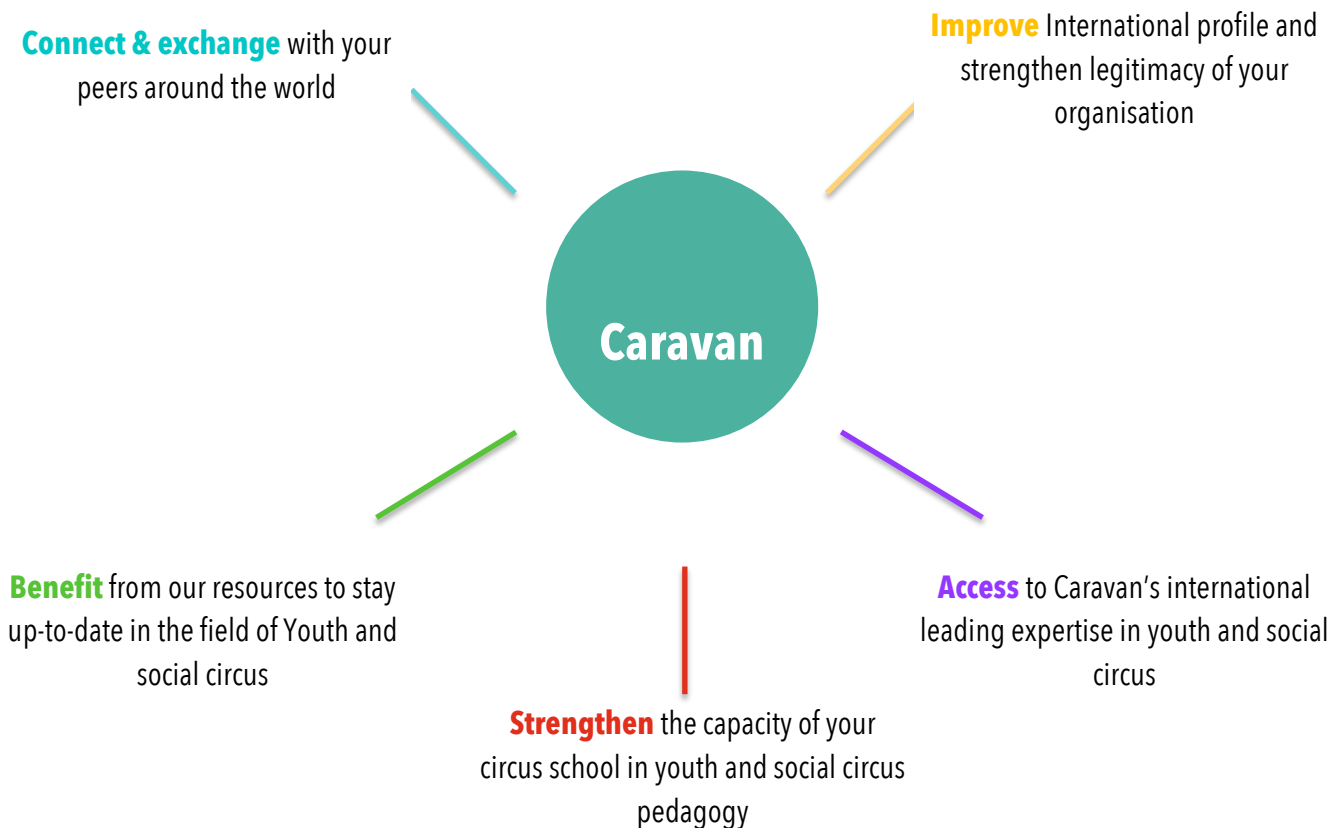 Connect & exchange with your
peers around the world
Improve International profile and
strengthen legitimacy of your
organisation
Caravan
Benefit from our resources to stay
up-to-date in the field of Youth and
social circus
Access to Caravan's international
leading expertise in youth and social
circus
Strengthen the capacity of your
circus school in youth and social circus
pedagogy